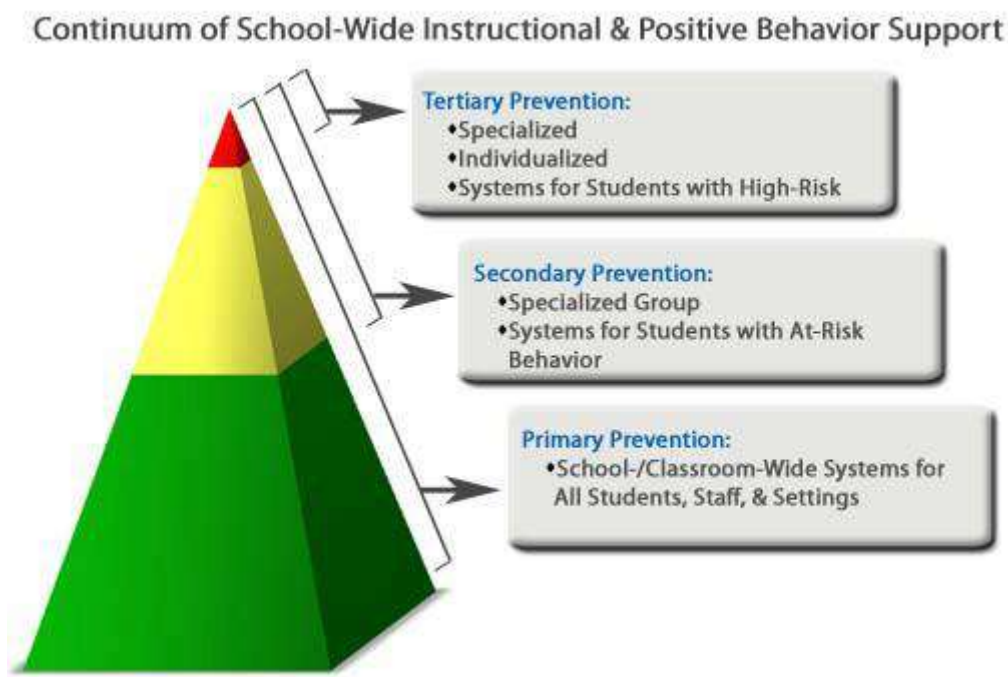 Continuum of School-Wide Instructional & Positive Behavior Support
Tertiary Prevention:
•Specialized
•Individualized
•Systems for Students with High-Risk
Secondary Prevention:
•Specialized Group
•Systems for Students with At-Risk
Behavior
Primary Prevention:
•School-/Classroom-Wide Systems for
All Students, Staff, & Settings